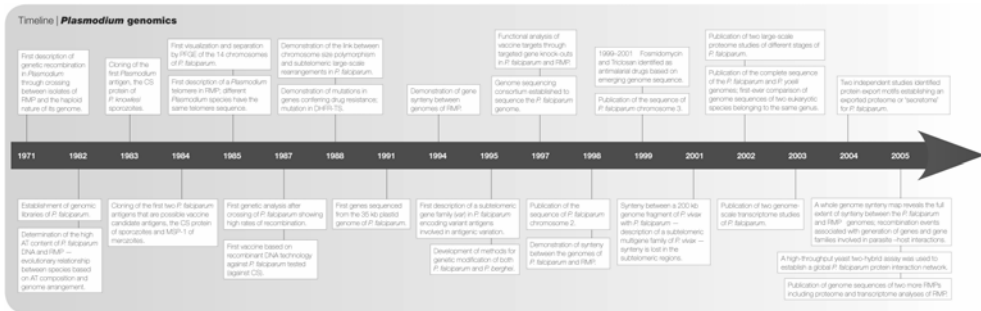 Timeline | Plasmodium genomics
First description of
genetic recombination in
Plasmodium
through crossing
between isolates of
RMP and the haploid
nature of its genome.
Cloning of the
first Plasmodium
antigen, the CS
protein of
P. knowlesi
sporozoites.
First visualization and separation
by PFGE of the 14 chromosomes
of P. falciparum.
First description of a Plasmodium
telomere in RMP; different
Plasmodium species have the
same telomere sequence.
Demonstration of the link between
chromosome size polymorphism
and subtelomeric large-scale
rearrangements in P. falciparum.
Demonstration of mutations in
genes conferring drug resistance;
mutation in DHFR-TS.
Demonstration of
gene synteny between
genomes of RMP.
Functional analysis of
vaccine targets through
targeted gene knock-outs
in P. falciparum and RMP.
Genome sequencing
consortium established to
sequence the P. falciparum
genome.
1999–2001 Fosmidomycin
and Triclosan identified as
antimalarial drugs based on
emerging genome sequence.
Publication of the sequence of
P. falciparum chromosome 3.
Publication of two large-scale
proteome studies of different stages of
P. falciparum.
Publication of the complete sequence
of the P. falciparum and P. yoelii
genomes; first ever comparison of
genome sequences of two eukaryotic
species belonging to the same genus.
Two independent studies identified
protein-export motifs establishing an
exported proteome or 'secretome'
for P. falciparum.
1971 1982 1983 1984 1985 1987 1988 1991 1994 1995 1997 1998 1999 2001 2002 2003 2004 2005
Establishment of genomic
libraries of P. falciparum.
Determination of the high
AT content of P. falciparum
DNA and RMP —
evolutionary relationship
between species based
on AT composition and
genome arrangement.
Cloning of the first two P. falciparum
antigens that are possible vaccine
candidate antigens, the CS protein
of sporozoites and MSP-1 of
merozoites.
First genetic analysis after
crossing of P. falciparum showing
high rates of recombination.
First vaccine based on
recombinant DNA technology
against P. falciparum tested
(against CS).
First genes sequenced
from the 35 kb plastid
genome of P. falciparum.
First description of a subtelomeric
gene family (var) in P. falciparum
encoding variant antigens
involved in antigenic variation.
Development of methods for
genetic modification of both
P. falciparum and P. berghei.
Publication of the
sequence of
P. falciparum
chromosome 2.
Demonstration of synteny
between the genomes of
P. falciparum and RMP.
Synteny between a 200 kb
genome fragment of P. vivax
with P. falciparum —
description of a subtelomeric
multigene family of P. vivax —
synteny is lost in the
subtelomeric regions.
Publication of two genome-
scale transcriptome studies
of P. falciparum.
A whole genome synteny map reveals the full
extent of synteny between the P. falciparum
and RMP genomes; recombination events
associated with generation of genes and gene
families involved in parasite–host interactions.
A high-throughput yeast two-hybrid assay was used to
establish a global P. falciparum protein interaction network.
Publication of genome sequences of two more RMPs
including proteome and transcriptome analyses of RMP.